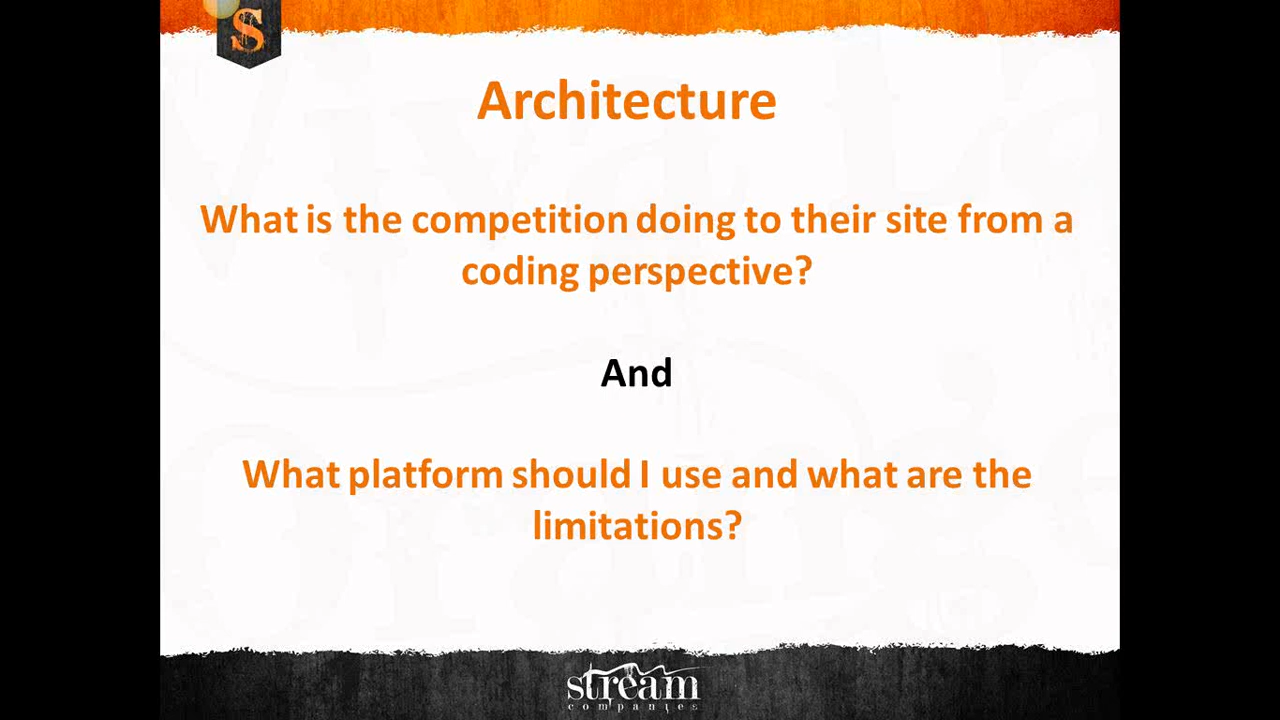 S
Architecture
What is the competition doing to their site from a
coding perspective?
And
What platform should I use and what are the
limitations?
stream
companies